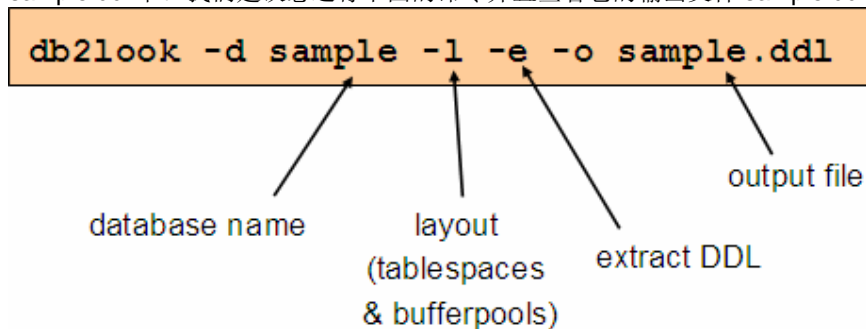 db2look -d sample -l -e -o sample.ddl
output file
database name
layout
(tablespaces
& bufferpools)
extract DDL